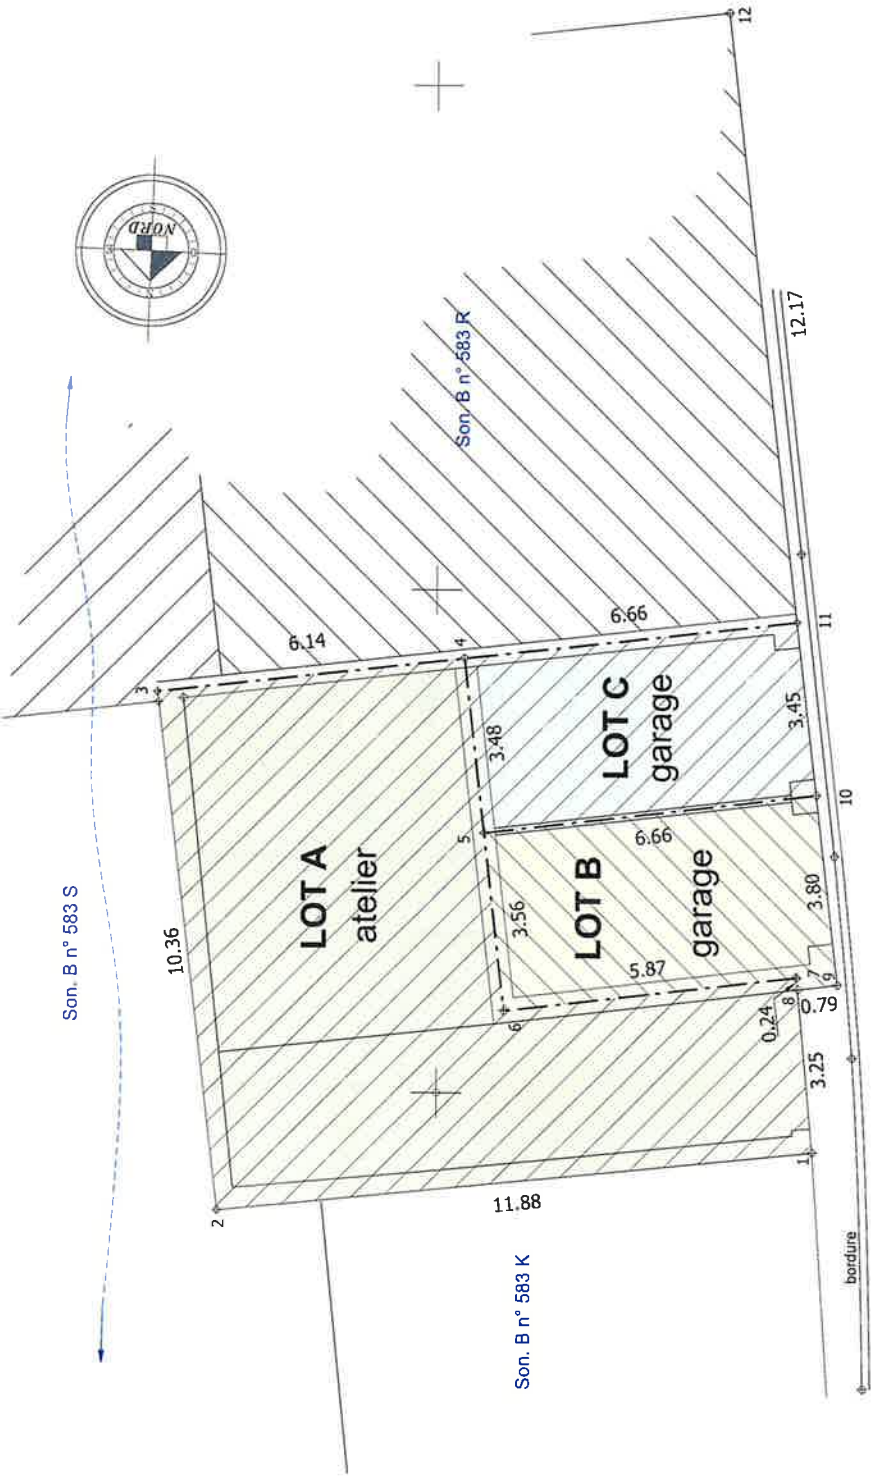 Son. B n° 583 S
NORD
Son. B n° 583 R
Son. B n° 583 K
LOT A
atelier
LOT B
garage
LOT C
garage
10.36
6.14
6.66
3.48
3.56
6.66
5.87
3.45
3.80
0.24
0.79
3.25
11.88
12.17
1
2
3
4
5
6
7
8
9
10
11
12
bordure